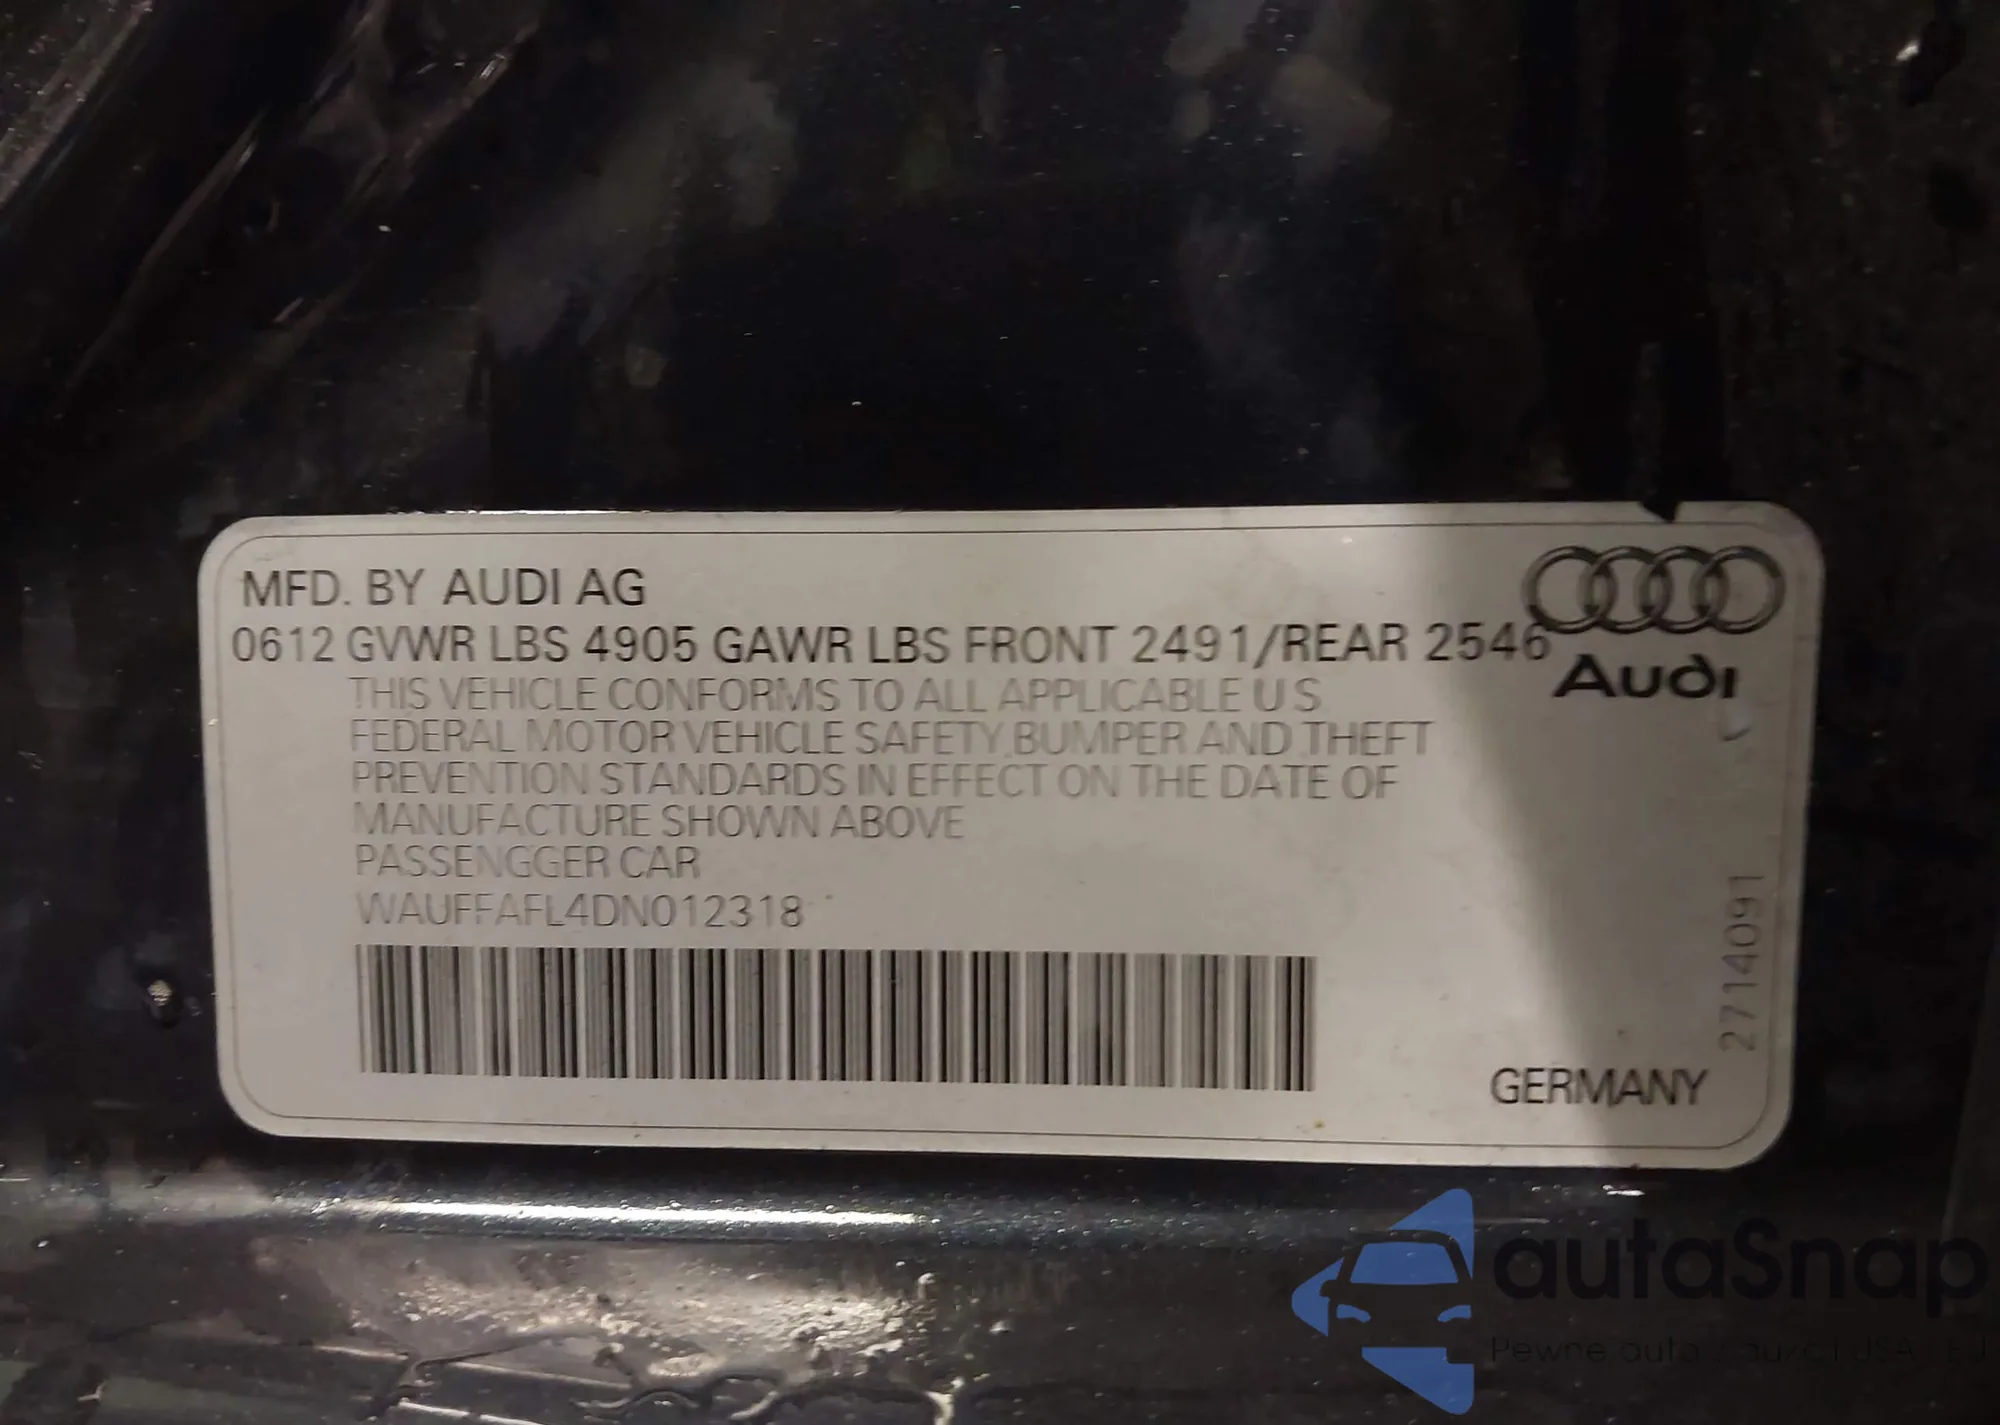 MFD. BY AUDI AG
0612 GVWR LBS 4905 GAWR LBS FRONT 2491/REAR 2546
Audi
THIS VEHICLE CONFORMS TO ALL APPLICABLE U S
FEDERAL MOTOR VEHICLE SAFETY, BUMPER AND THEFT
PREVENTION STANDARDS IN EFFECT ON THE DATE OF
MANUFACTURE SHOWN ABOVE
PASSENGGER CAR
WAUFFAFL4DN012318
2714091
GERMANY
autaSnap
Pewne auta